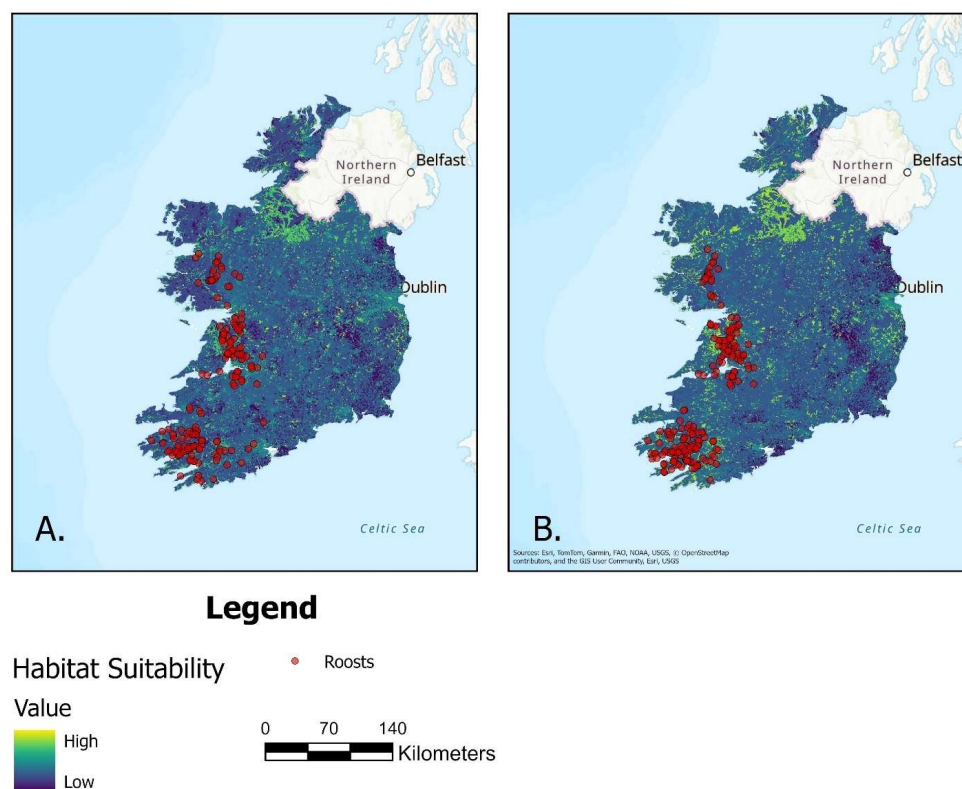 Northern
Ireland
Belfast
Dublin
Celtic Sea
A.
Northern
Ireland
Belfast
Dublin
Celtic Sea
B.
Sources: Esri, TomTom, Garmin, FAO, NOAA, USGS, © OpenStreetMap
contributors, and the GIS User Community, Esri, USGS
Legend
Habitat Suitability
Roosts
Value
High
Low
0 70 140
Kilometers